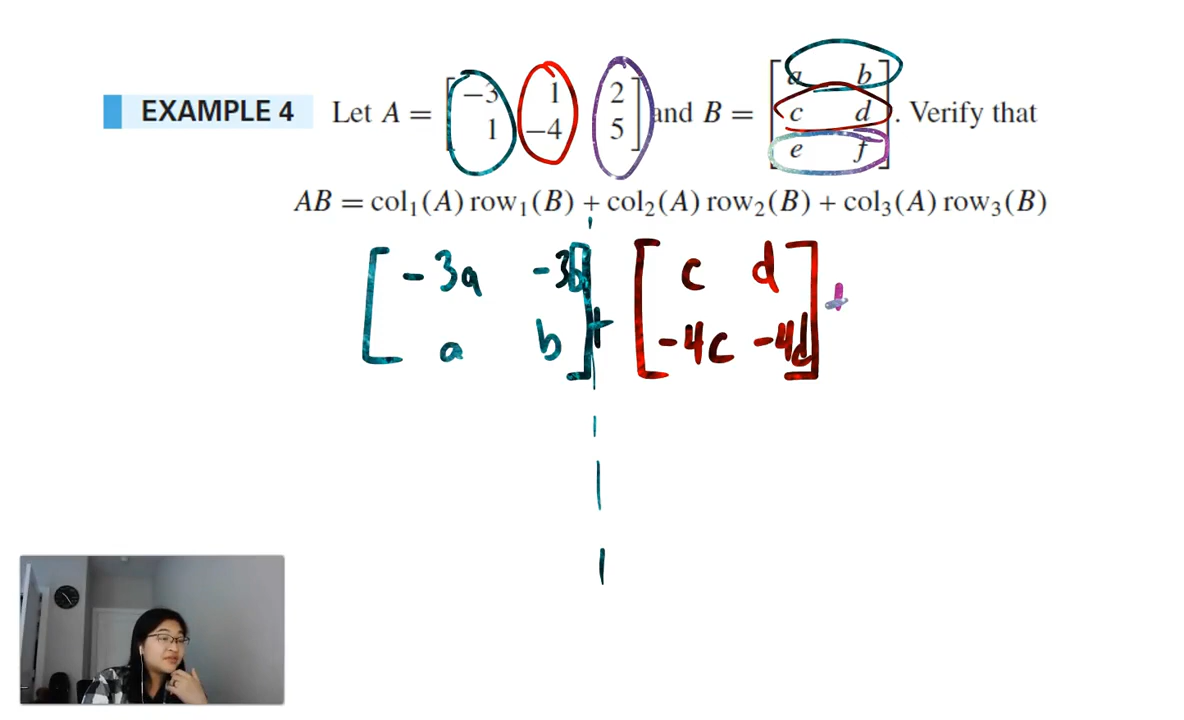 EXAMPLE 4 Let A = [ −3 1 2 ] and B = [ a b ]. Verify that
[ 1 −4 5 ] [ c d ]
[ e f ]
AB = col₁(A) row₁(B) + col₂(A) row₂(B) + col₃(A) row₃(B)
[ -3a -3b ] + [ c d ] +
[ a b ] [ -4c -4d ]